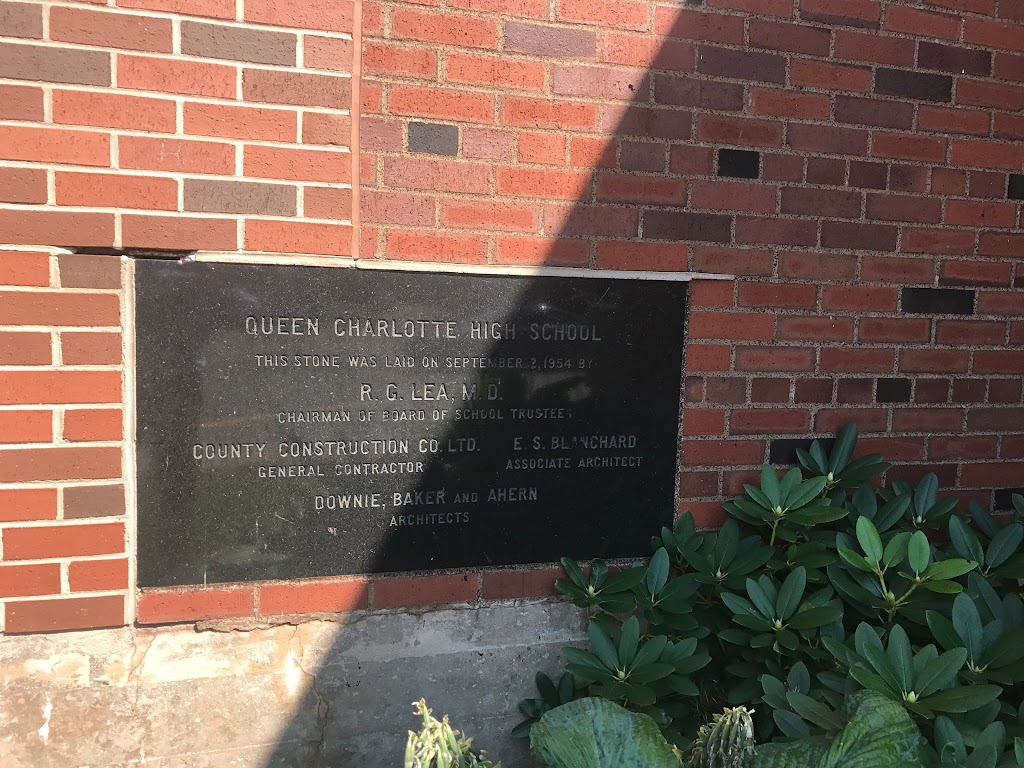 QUEEN CHARLOTTE HIGH SCHOOL
THIS STONE WAS LAID ON SEPTEMBER 2, 1954 BY
R. G. LEA, M.D.
CHAIRMAN OF BOARD OF SCHOOL TRUSTEES
COUNTY CONSTRUCTION CO. LTD. E. S. BLANCHARD
GENERAL CONTRACTOR ASSOCIATE ARCHITECT
DOWNIE, BAKER AND AHERN
ARCHITECTS